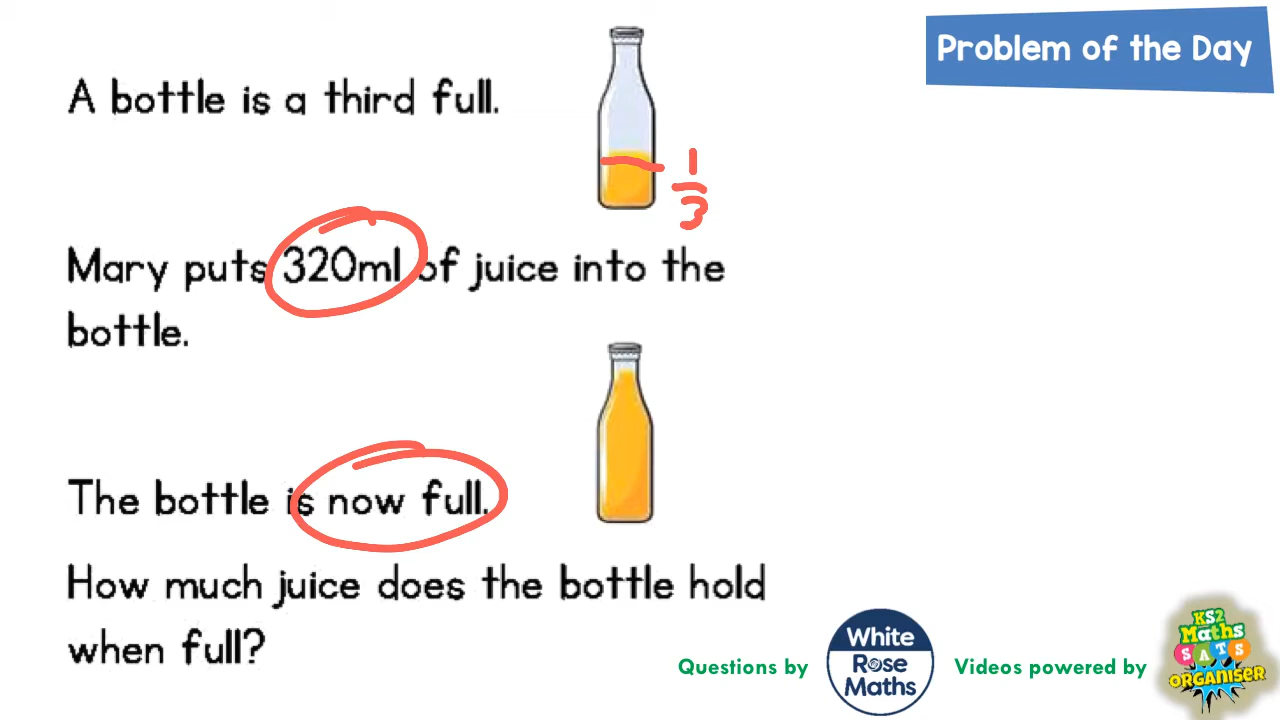 Problem of the Day
A bottle is a third full.
1
3
Mary puts 320ml of juice into the
bottle.
The bottle is now full.
How much juice does the bottle hold
when full?
Questions by
White
Rose
Maths
Videos powered by
KS2
Maths
SATS
ORGANISER